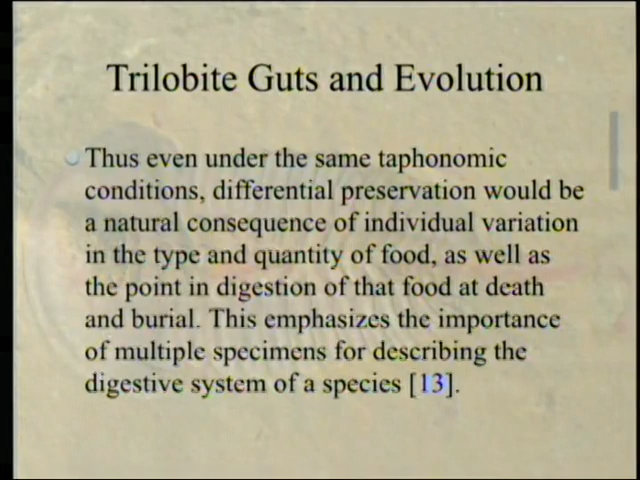 Trilobite Guts and Evolution
Thus even under the same taphonomic
conditions, differential preservation would be
a natural consequence of individual variation
in the type and quantity of food, as well as
the point in digestion of that food at death
and burial. This emphasizes the importance
of multiple specimens for describing the
digestive system of a species [13].